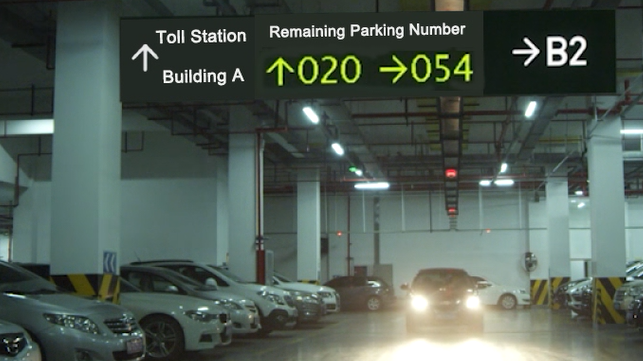 Toll Station
Building A
Remaining Parking Number
↑020 →054
→B2